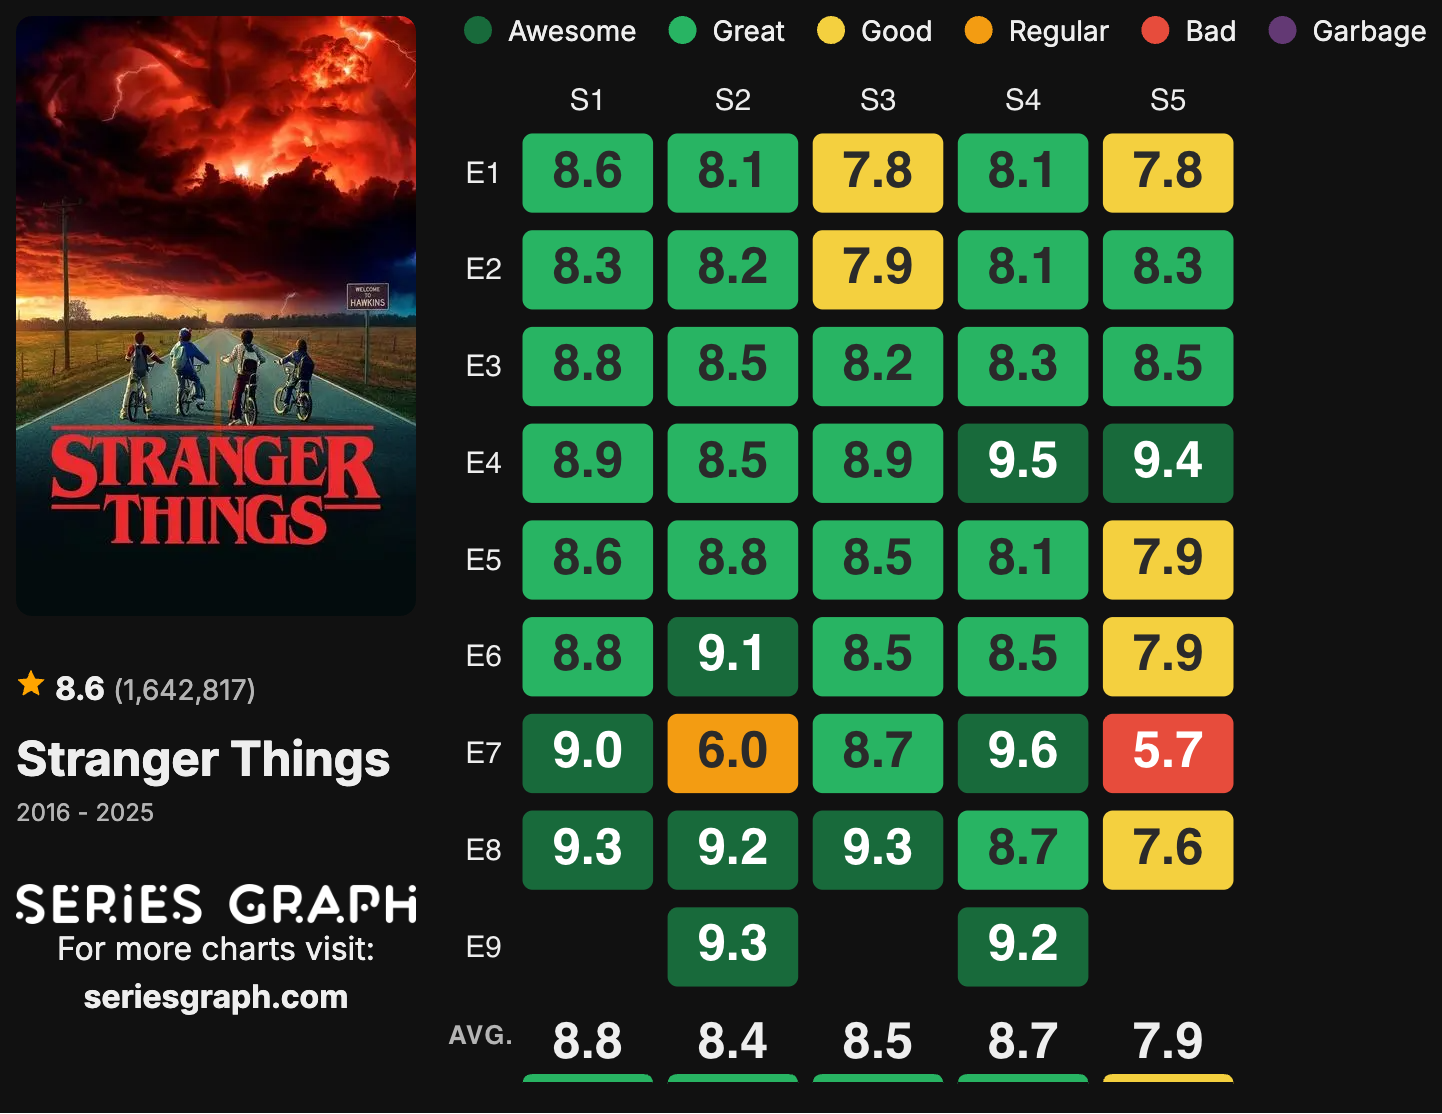 Awesome Great Good Regular Bad Garbage
S1 S2 S3 S4 S5
E1 8.6 8.1 7.8 8.1 7.8
E2 8.3 8.2 7.9 8.1 8.3
E3 8.8 8.5 8.2 8.3 8.5
E4 8.9 8.5 8.9 9.5 9.4
E5 8.6 8.8 8.5 8.1 7.9
E6 8.8 9.1 8.5 8.5 7.9
E7 9.0 6.0 8.7 9.6 5.7
E8 9.3 9.2 9.3 8.7 7.6
E9 9.3 9.2
AVG. 8.8 8.4 8.5 8.7 7.9
WELCOME
TO
HAWKINS
STRANGER
THINGS
8.6 (1,642,817)
Stranger Things
2016 - 2025
SERiES GRAPH
For more charts visit:
seriesgraph.com